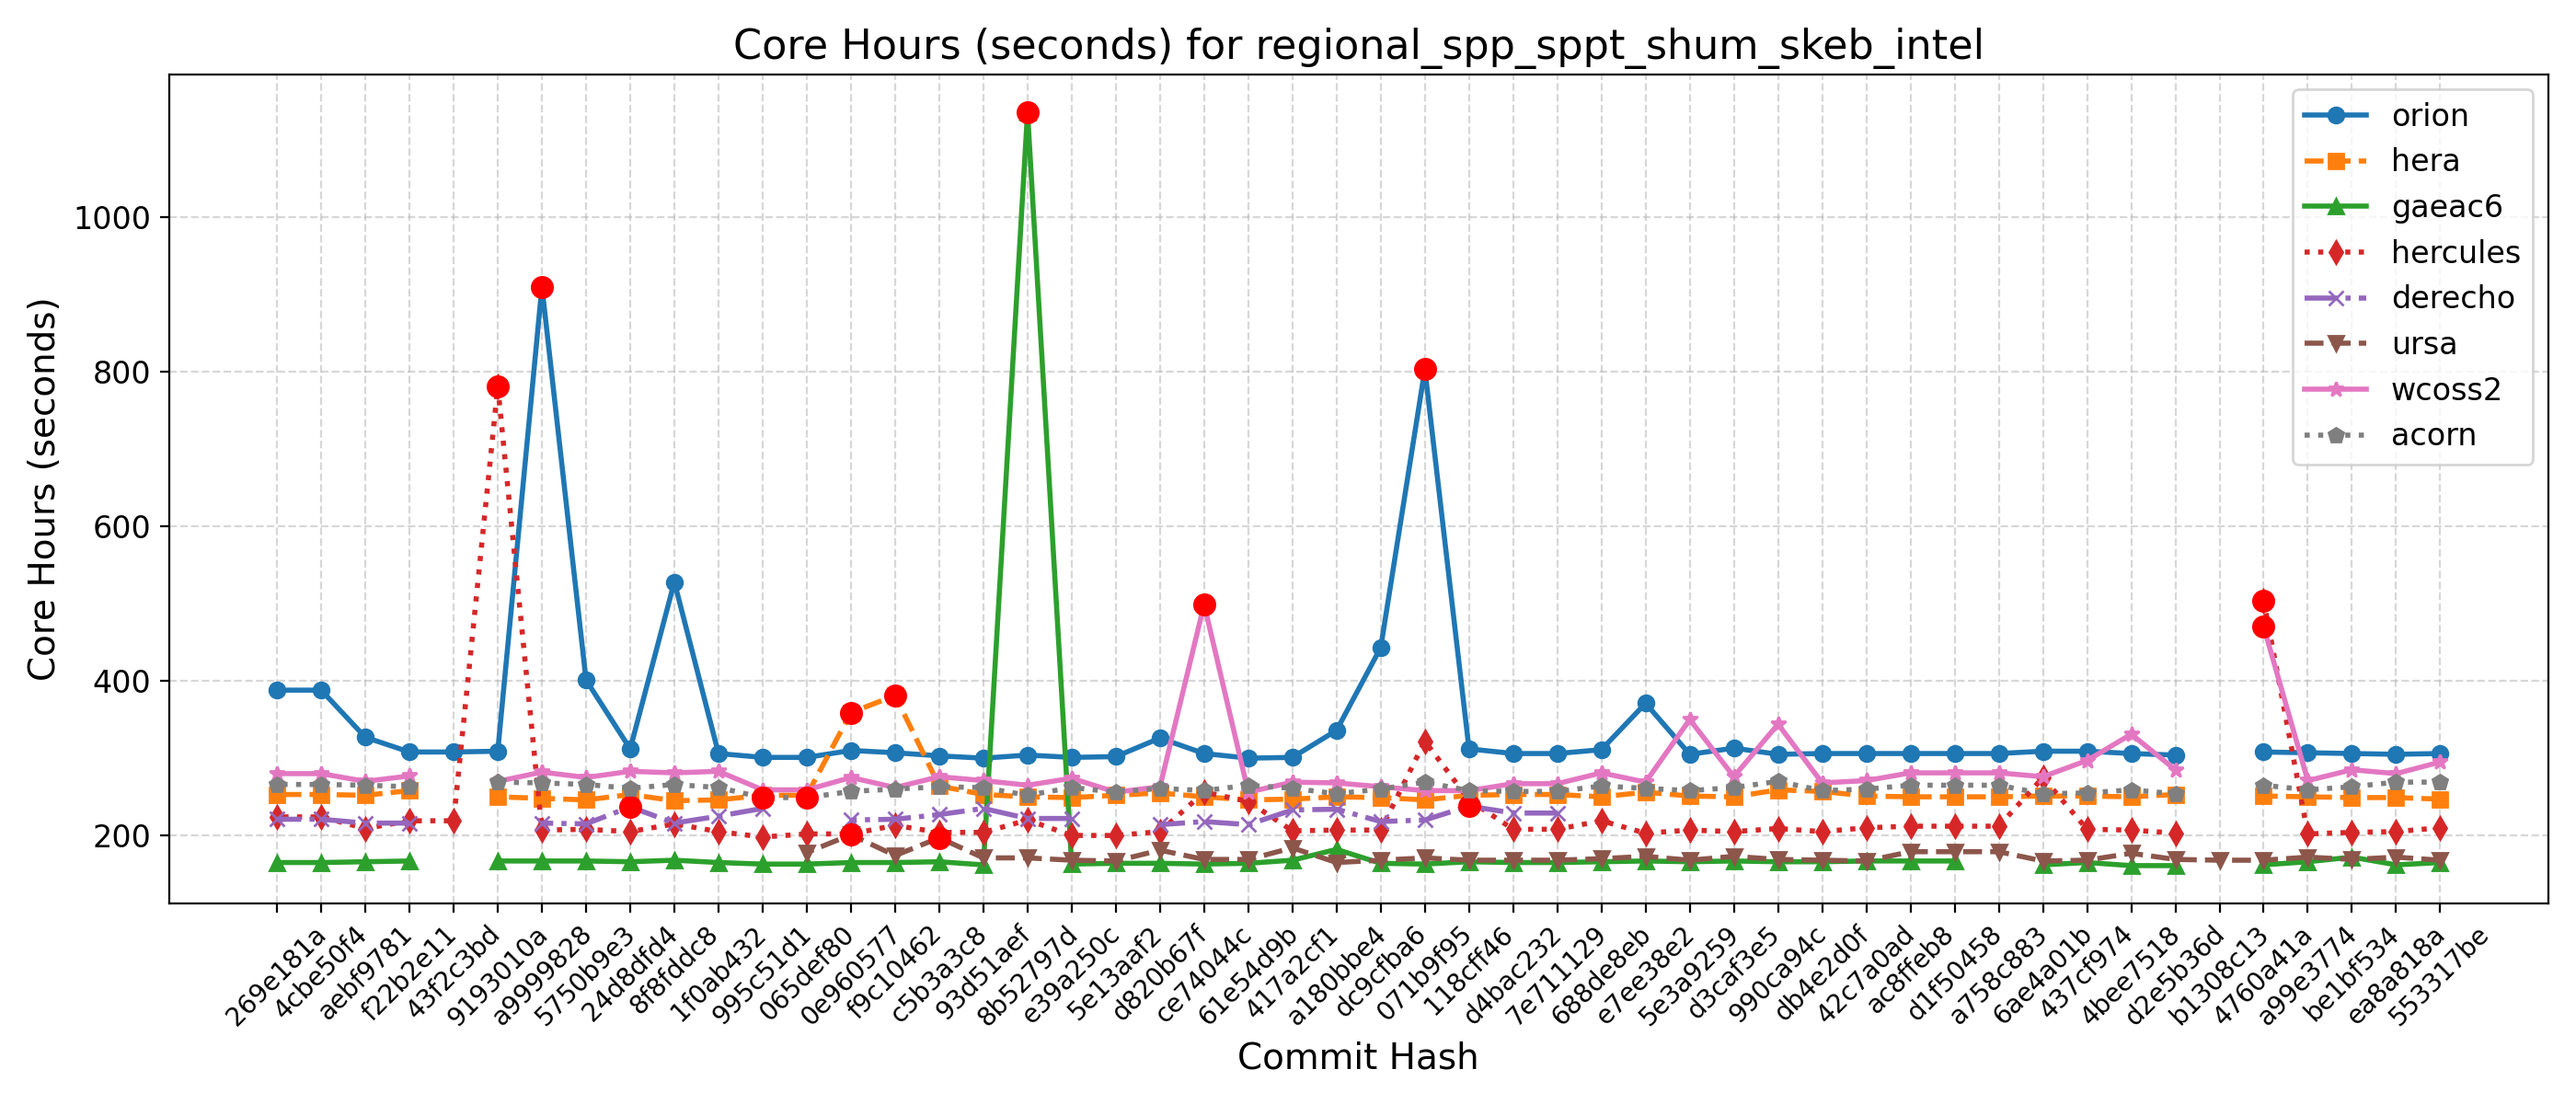 Core Hours (seconds) for regional_spp_sppt_shum_skeb_intel
Core Hours (seconds)
1000
800
600
400
200
orion
hera
gaeac6
hercules
derecho
ursa
wcoss2
acorn
269e181a
4cbe50f4
aebf9781
f22b2e11
43f2c3bd
9193010a
a9999828
5750b9e3
24d8dfd4
8f8fddc8
1f0ab432
995c51d1
065def80
0e960577
f9c10462
c5b3a3c8
93d51aef
8b52797d
e39a250c
5e13aaf2
d820b67f
ce74044c
61e54d9b
417a2cf1
a180bbe4
dc9cfba6
071b9f95
118cff46
d4bac232
7e711129
688de8eb
e7ee38e2
5e3a9259
d3caf3e5
990ca94c
db4e2d0f
42c7a0ad
ac8ffeb8
d1f50458
a758c883
6ae4a01b
437cf974
4bee7518
d2e5b36d
b1308c13
4760a41a
a99e3774
be1bf534
ea8a818a
553317be
Commit Hash